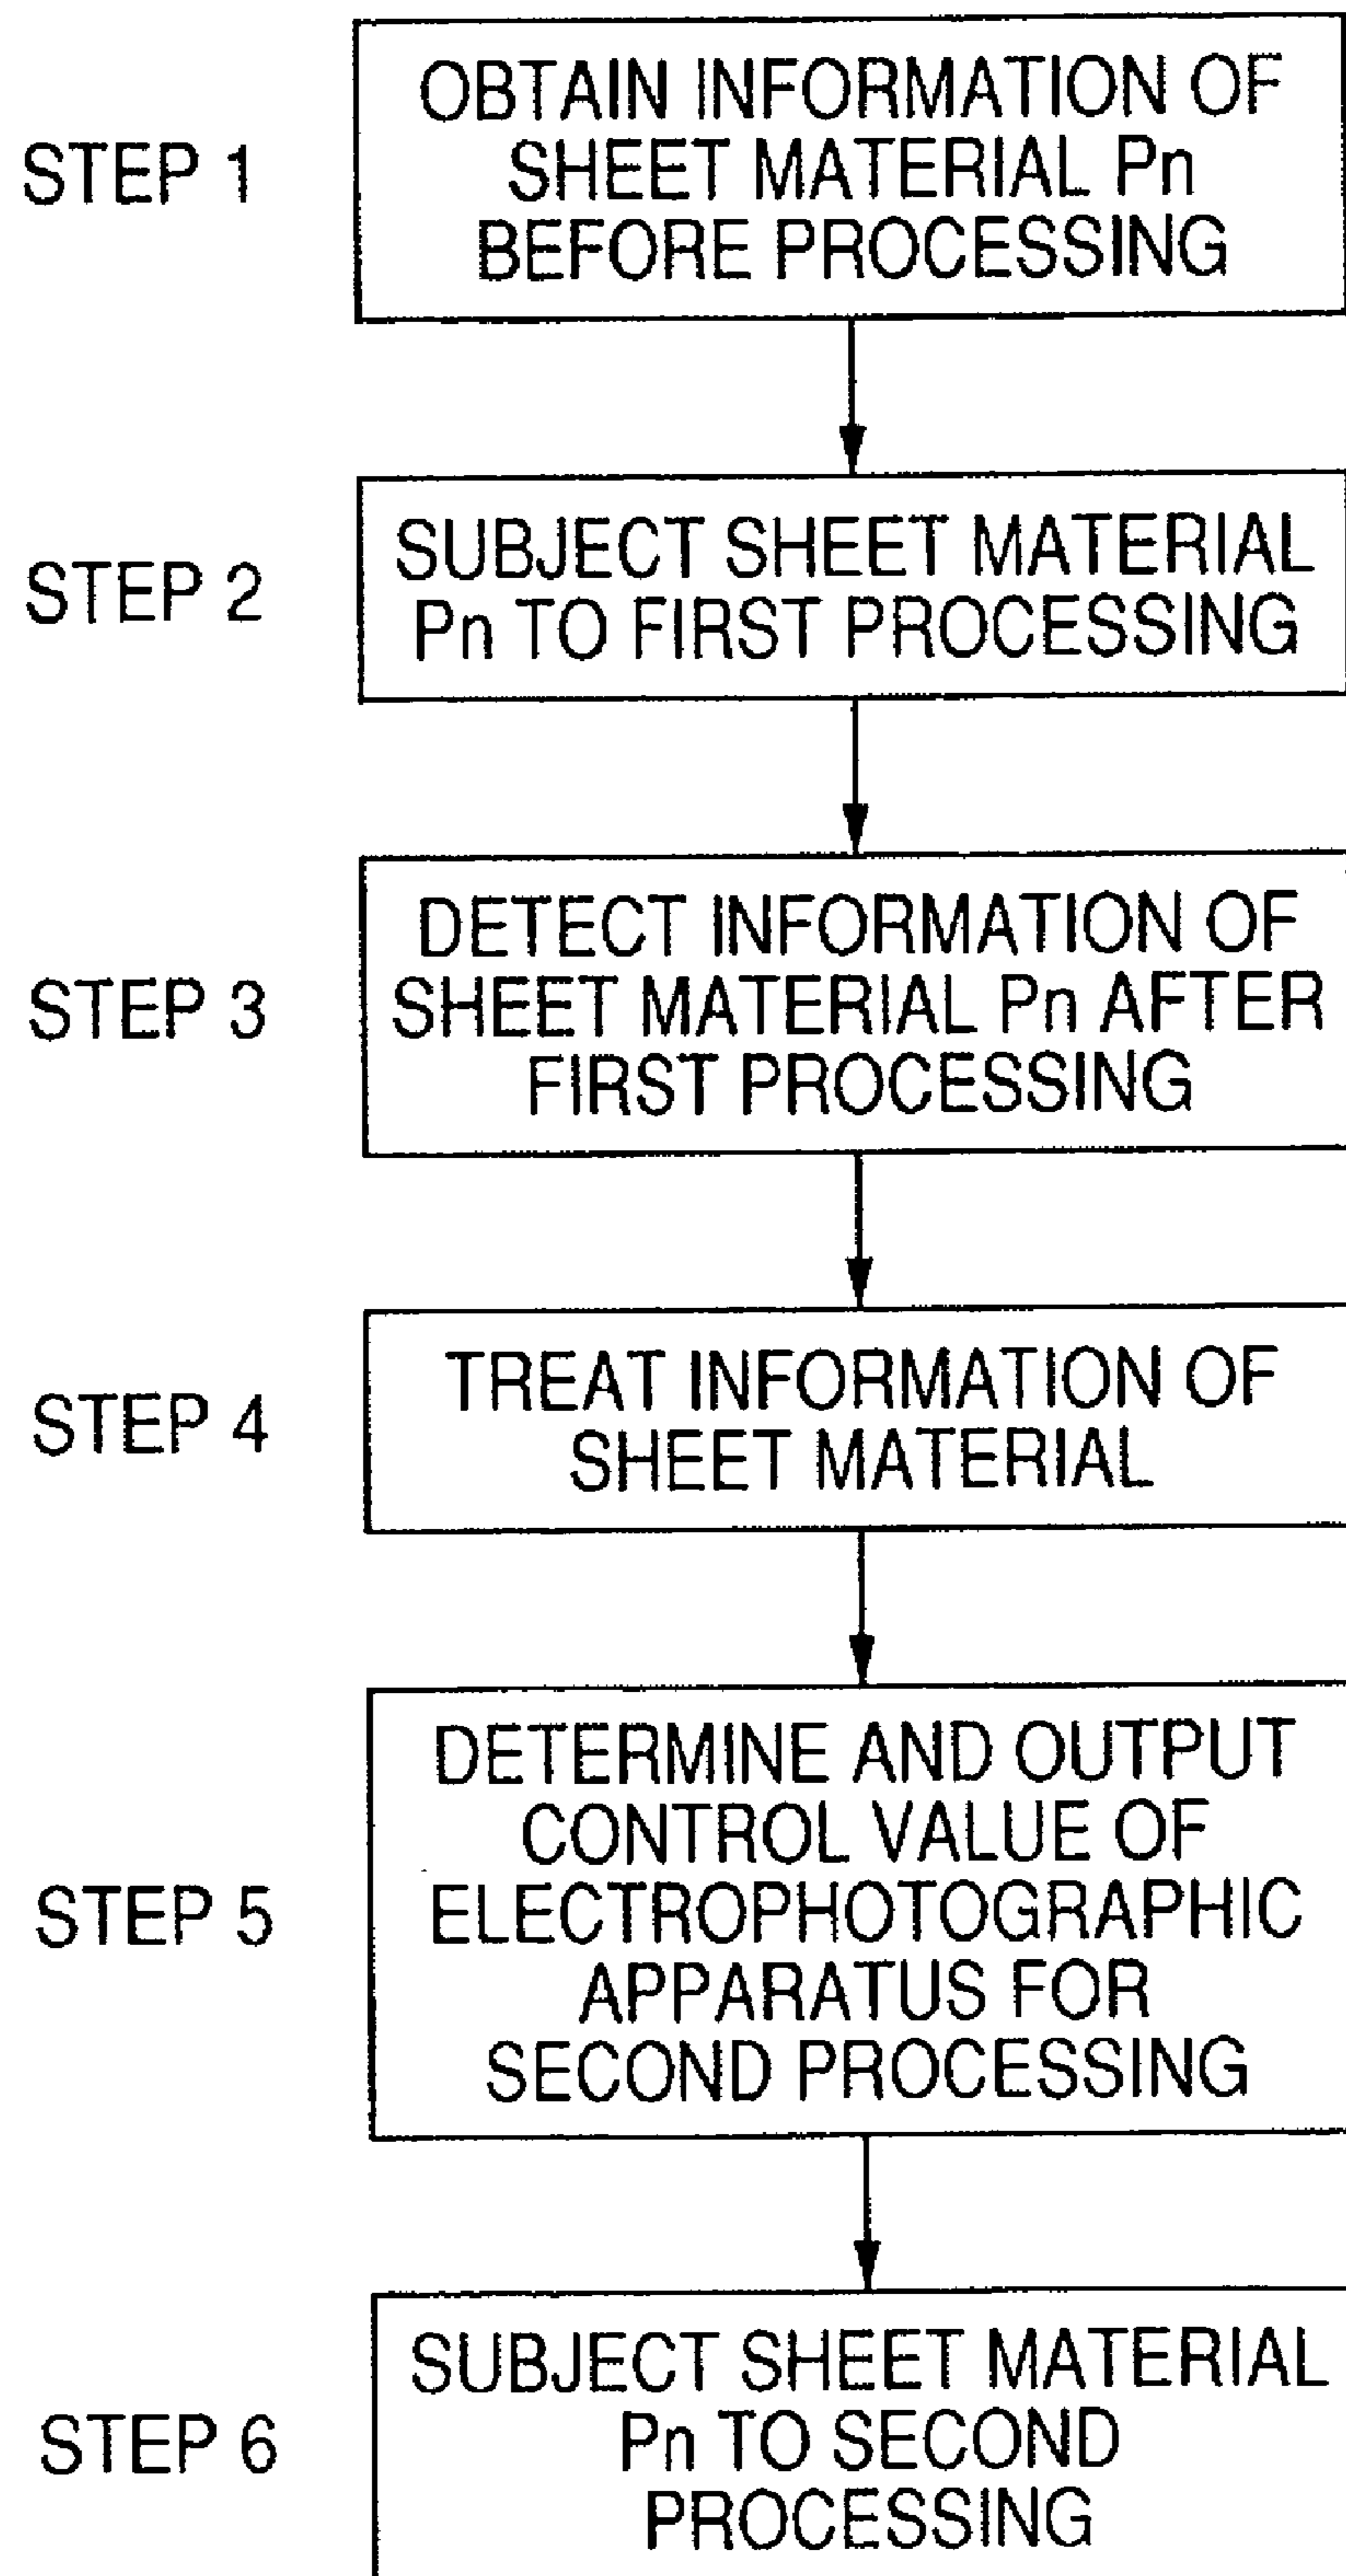 STEP 1
OBTAIN INFORMATION OF
SHEET MATERIAL Pn
BEFORE PROCESSING
STEP 2
SUBJECT SHEET MATERIAL
Pn TO FIRST PROCESSING
STEP 3
DETECT INFORMATION OF
SHEET MATERIAL Pn AFTER
FIRST PROCESSING
STEP 4
TREAT INFORMATION OF
SHEET MATERIAL
STEP 5
DETERMINE AND OUTPUT
CONTROL VALUE OF
ELECTROPHOTOGRAPHIC
APPARATUS FOR
SECOND PROCESSING
STEP 6
SUBJECT SHEET MATERIAL
Pn TO SECOND
PROCESSING